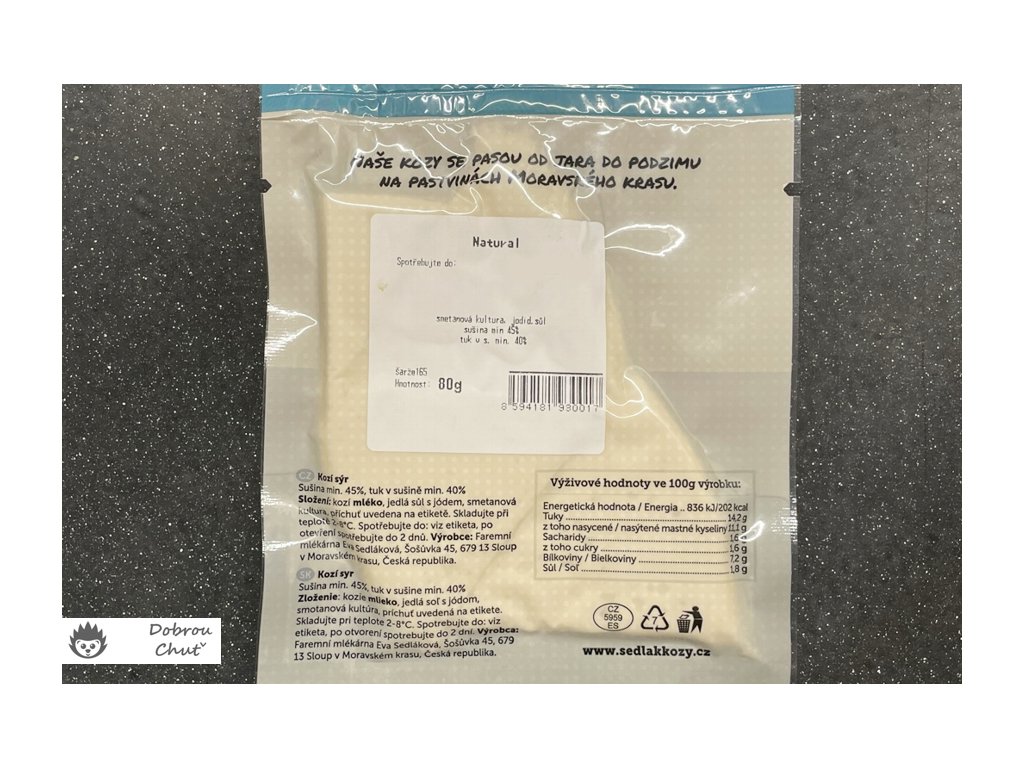 NAŠE KOZY SE PASOU OD JARA DO PODZIMU
NA PASTVINÁCH MORAVSKÉHO KRASU.
Natural
Spotřebujte do:
smetanová kultura, jodid. sůl
sušina min 45%
tuk v s. min. 40%
Šarže165
Hmotnost: 80g
8 594181 930017
CZ Kozí sýr
Sušina min. 45%, tuk v sušině min. 40%
Složení: kozí mléko, jedlá sůl s jódem, smetanová
kultura, příchuť uvedená na etiketě. Skladujte při
teplotě 2-8°C. Spotřebujte do: viz etiketa, po
otevření spotřebujte do 2 dnů. Výrobce: Faremní
mlékárna Eva Sedláková, Šošůvka 45, 679 13 Sloup
v Moravském krasu, Česká republika.
SK Kozí syr
Sušina min. 45%, tuk v sušine min. 40%
Zloženie: kozie mlieko, jedlá soľ s jódom,
smotanová kultúra, príchuť uvedená na etikete.
Skladujte pri teplote 2-8°C. Spotrebujte do: viz
etiketa, po otvorení spotrebujte do 2 dní. Výrobca:
Faremní mlékárna Eva Sedláková, Šošůvka 45, 679
13 Sloup v Moravském krasu, Česká republika.
Výživové hodnoty ve 100g výrobku:
Energetická hodnota / Energia .. 836 kJ/202 kcal
Tuky 14,2 g
z toho nasycené / nasýtené mastné kyseliny 11,1 g
Sacharidy 1,6 g
z toho cukry 1,6 g
Bílkoviny / Bielkoviny 7,2 g
Sůl / Soľ 1,8 g
CZ
5959
ES
7
www.sedlakkozy.cz
Dobrou
Chuť